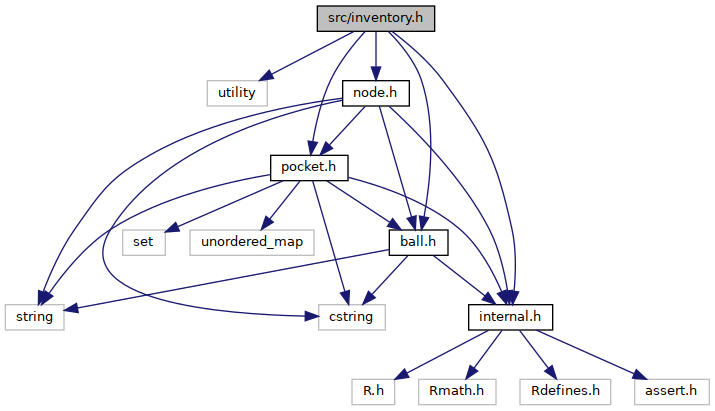 src/inventory.h
utility
node.h
pocket.h
set
unordered_map
ball.h
string
cstring
internal.h
R.h
Rmath.h
Rdefines.h
assert.h